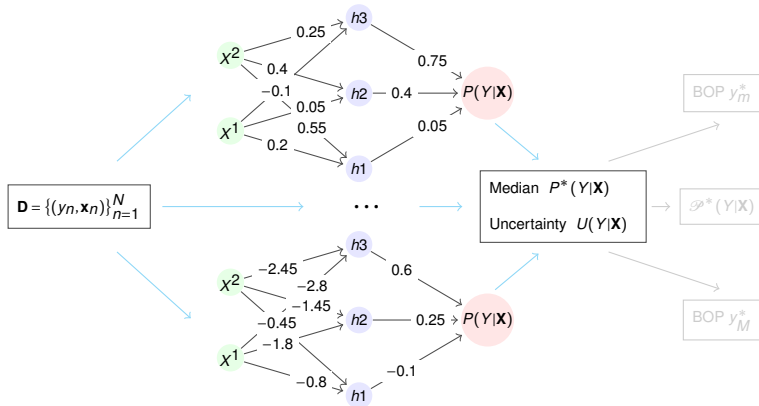 h3
0.25
X²
0.4
0.75
-0.1
h2
0.4
P(Y|X)
BOP y*ₘ
0.05
X¹
0.55
0.2
0.05
h1
D = {(yₙ, xₙ)}ᴺₙ₌₁
...
Median P*(Y|X)
Uncertainty U(Y|X)
𝒫*(Y|X)
h3
−2.45
X²
−2.8
0.6
−1.45
−0.45
h2
0.25
P(Y|X)
BOP y*_M
−1.8
X¹
−0.8
−0.1
h1